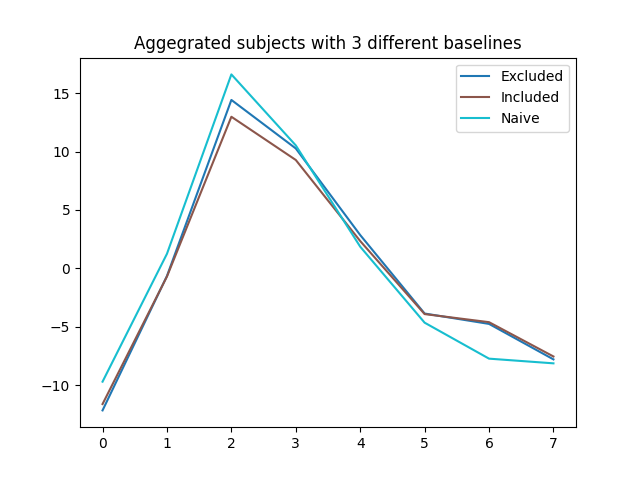 Aggegrated subjects with 3 different baselines
Excluded
Included
Naive
15
10
5
0
−5
−10
0 1 2 3 4 5 6 7